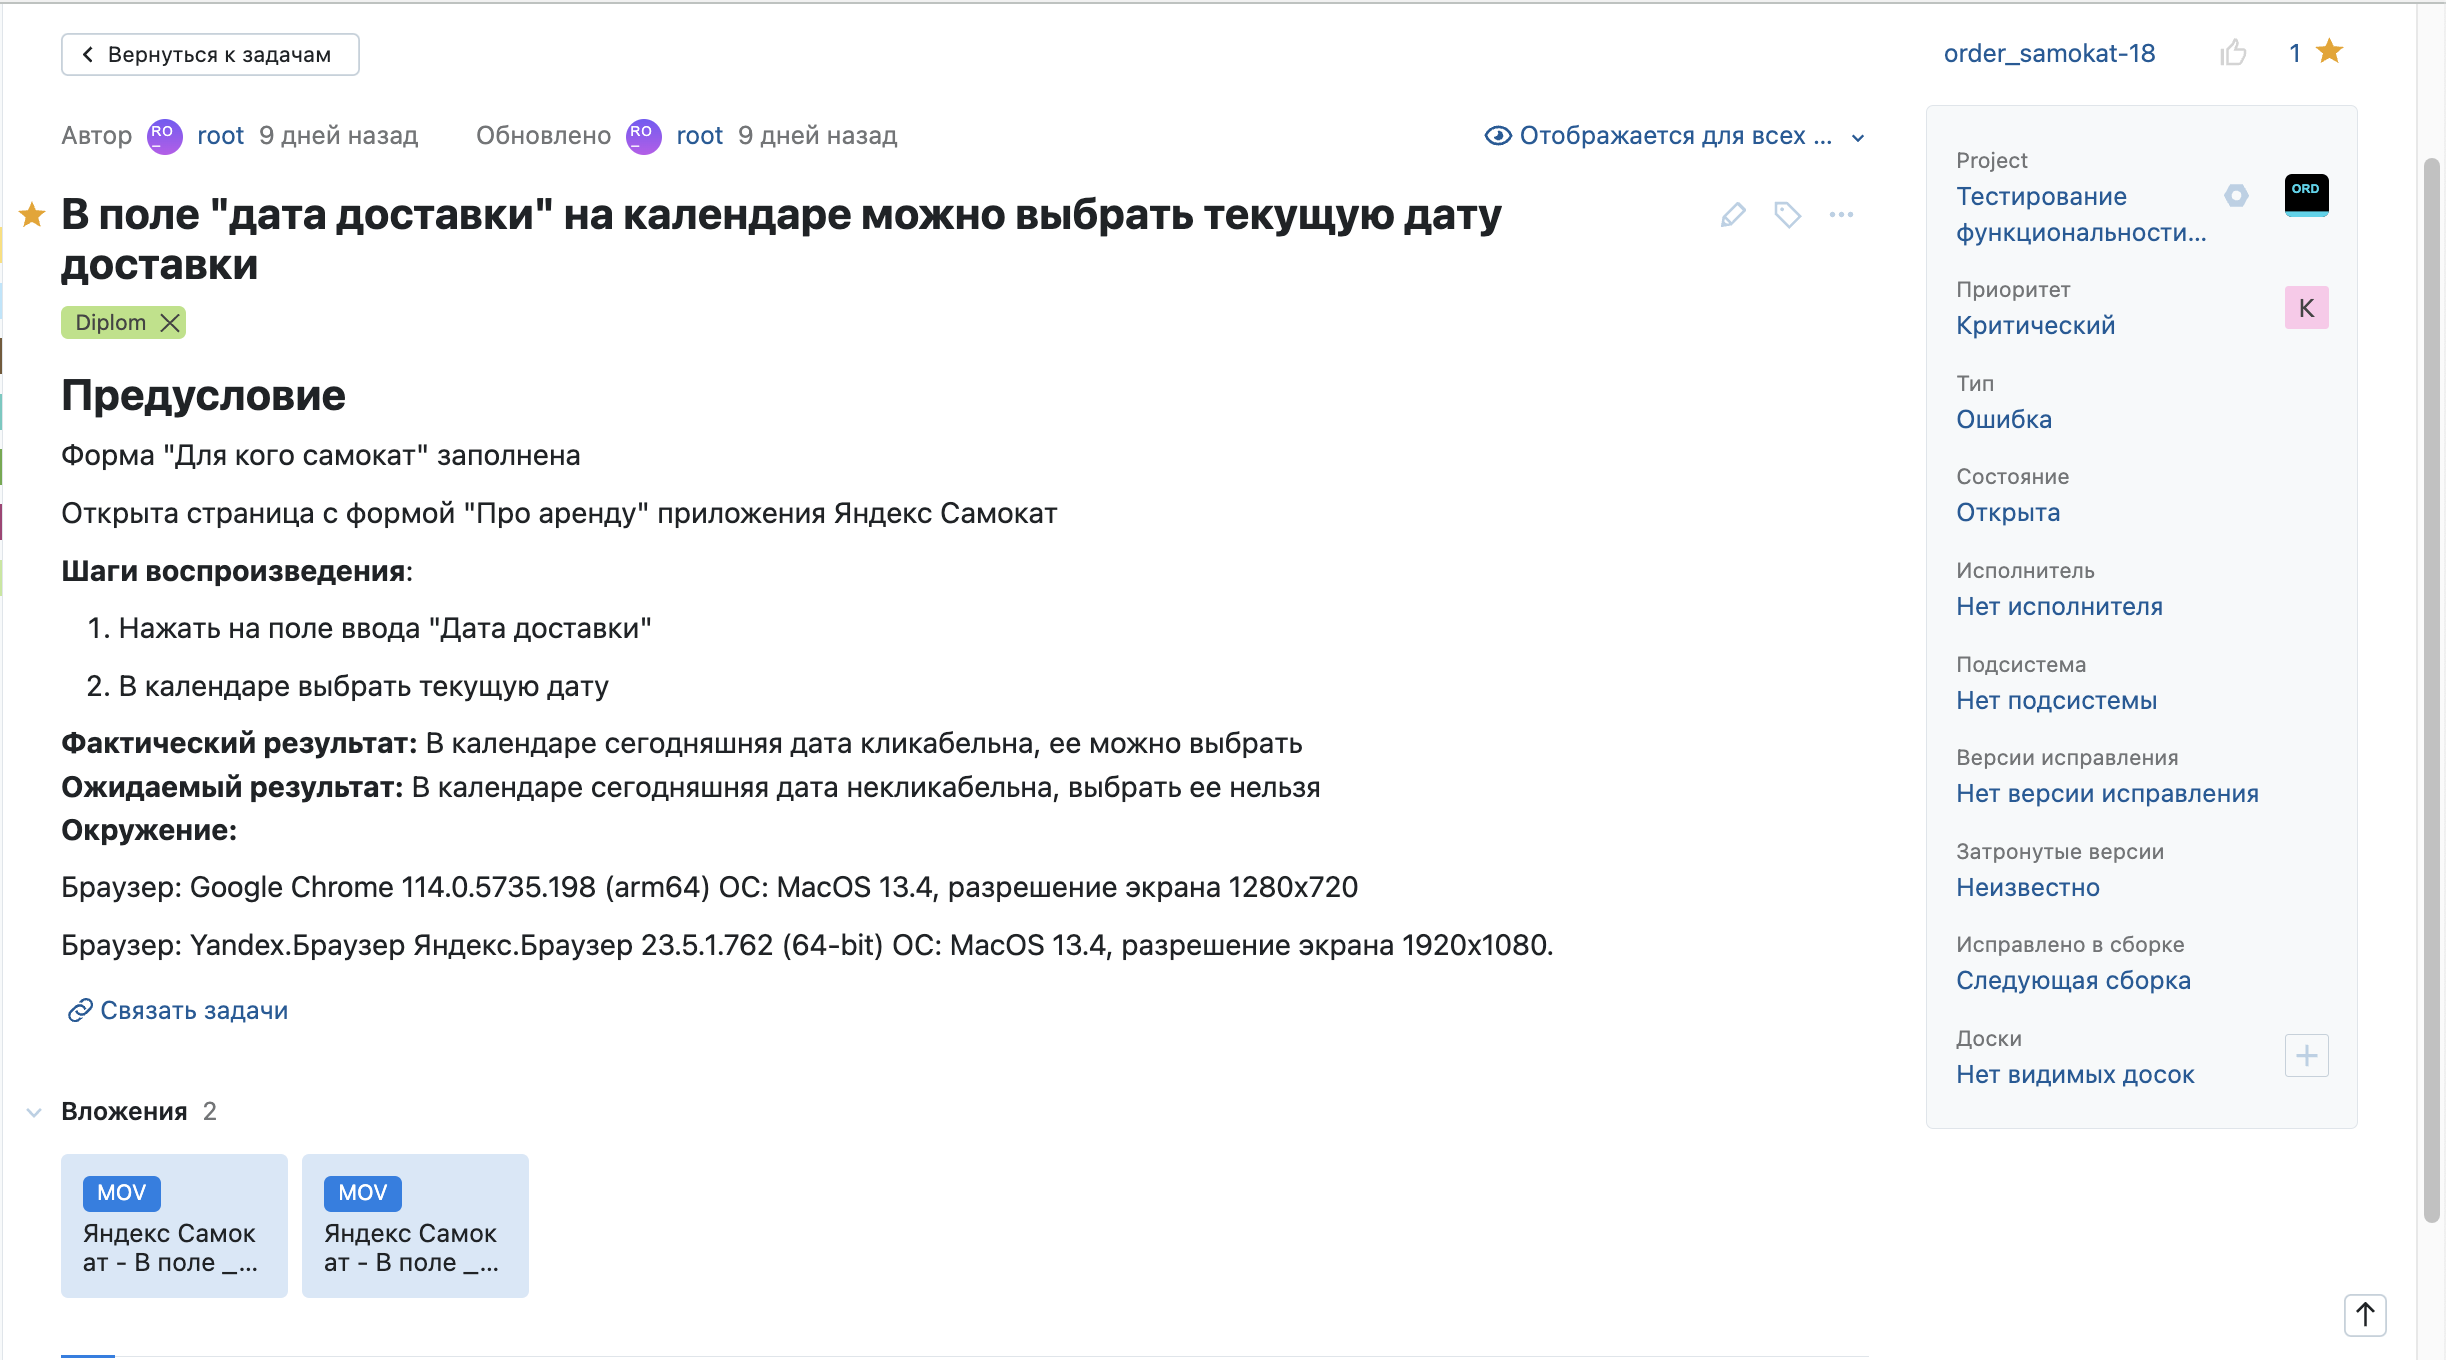 Вернуться к задачам
order_samokat-18
1
Автор RO root 9 дней назад Обновлено RO root 9 дней назад
Отображается для всех ...
В поле "дата доставки" на календаре можно выбрать текущую дату
доставки
Diplom
Предусловие
Форма "Для кого самокат" заполнена
Открыта страница с формой "Про аренду" приложения Яндекс Самокат
Шаги воспроизведения:
1. Нажать на поле ввода "Дата доставки"
2. В календаре выбрать текущую дату
Фактический результат: В календаре сегодняшняя дата кликабельна, ее можно выбрать
Ожидаемый результат: В календаре сегодняшняя дата некликабельна, выбрать ее нельзя
Окружение:
Браузер: Google Chrome 114.0.5735.198 (arm64) ОС: MacOS 13.4, разрешение экрана 1280x720
Браузер: Yandex.Браузер Яндекс.Браузер 23.5.1.762 (64-bit) ОС: MacOS 13.4, разрешение экрана 1920x1080.
Связать задачи
Вложения 2
MOV
Яндекс Самок
ат - В поле _...
MOV
Яндекс Самок
ат - В поле _...
Project
Тестирование
функциональности...
ORD
Приоритет
Критический
К
Тип
Ошибка
Состояние
Открыта
Исполнитель
Нет исполнителя
Подсистема
Нет подсистемы
Версии исправления
Нет версии исправления
Затронутые версии
Неизвестно
Исправлено в сборке
Следующая сборка
Доски
Нет видимых досок